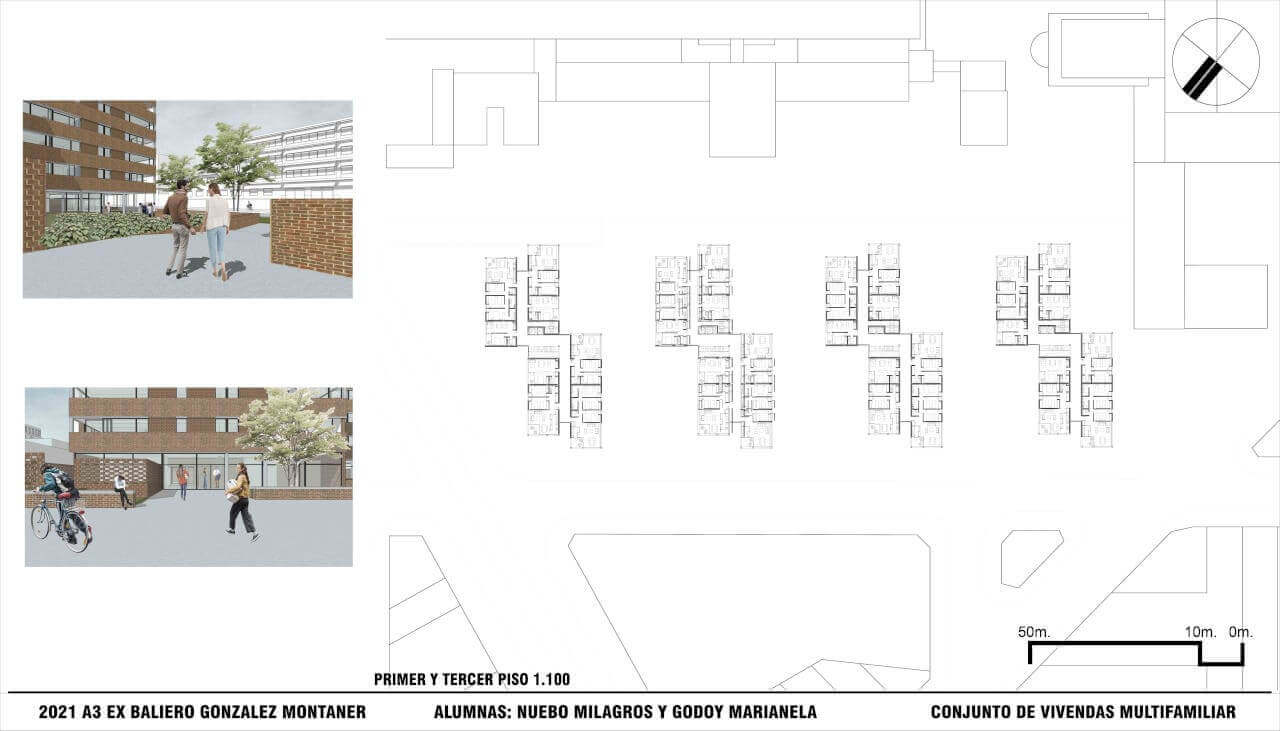 50m. 10m. 0m.
PRIMER Y TERCER PISO 1.100
2021 A3 EX BALIERO GONZALEZ MONTANER
ALUMNAS: NUEBO MILAGROS Y GODOY MARIANELA
CONJUNTO DE VIVENDAS MULTIFAMILIAR